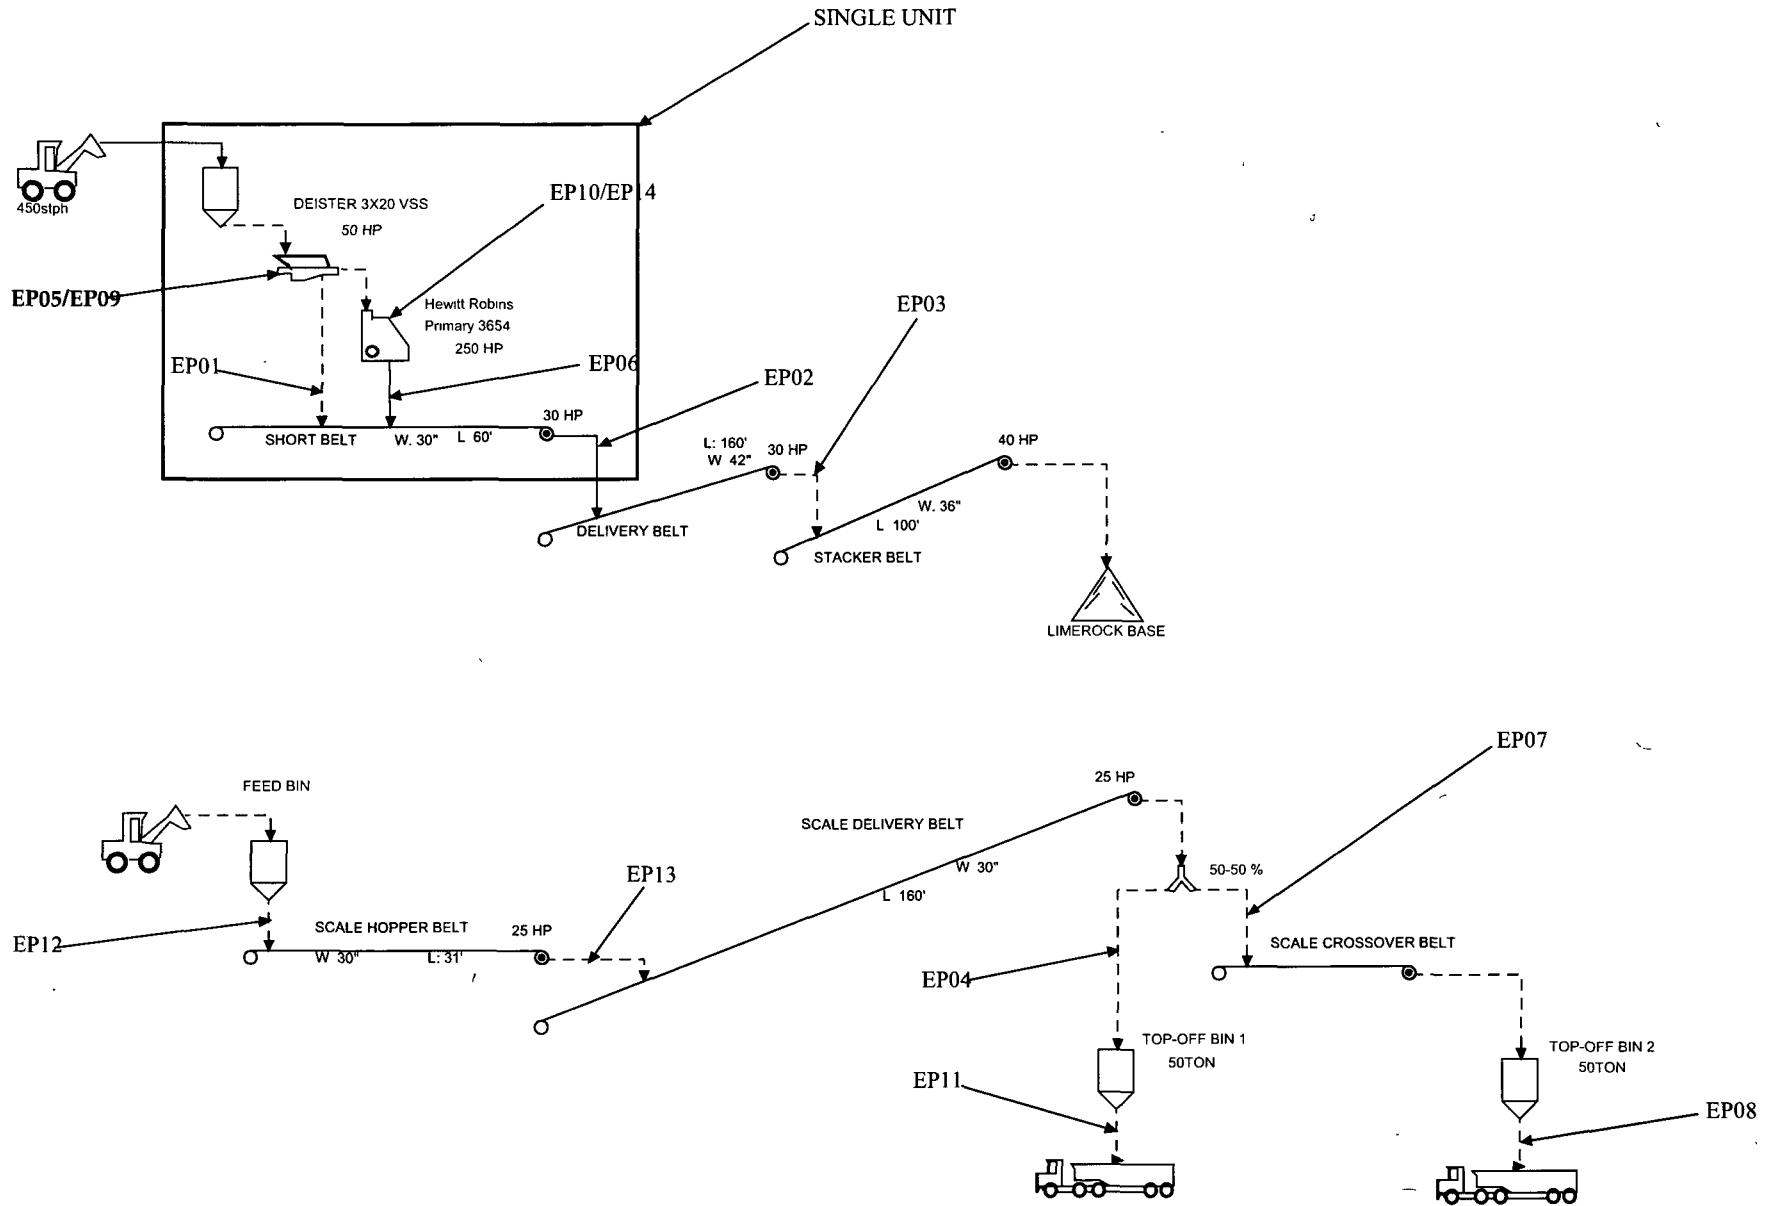 SINGLE UNIT
450stph
DEISTER 3X20 VSS
50 HP
EP10/EP14
EP05/EP09
Hewitt Robins
Primary 3654
250 HP
EP03
EP01
EP06
EP02
30 HP
SHORT BELT
W. 30"
L 60'
L: 160'
W 42"
30 HP
40 HP
DELIVERY BELT
W. 36"
L 100'
STACKER BELT
LIMEROCK BASE
EP07
FEED BIN
25 HP
SCALE DELIVERY BELT
W 30"
L 160'
50-50 %
EP13
EP12
SCALE HOPPER BELT
25 HP
W 30"
L: 31'
SCALE CROSSOVER BELT
EP04
TOP-OFF BIN 1
50TON
TOP-OFF BIN 2
50TON
EP11
EP08